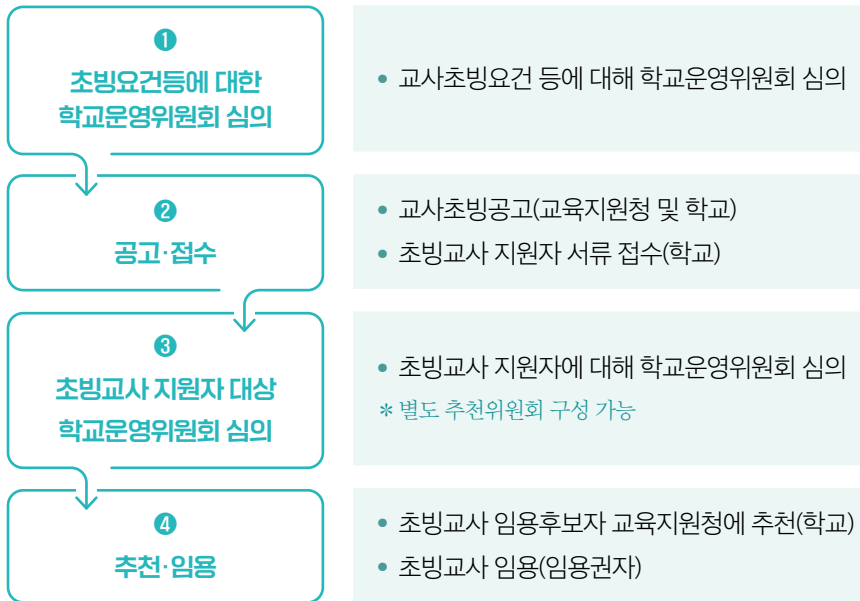 ❶
초빙요건등에 대한
학교운영위원회 심의
• 교사초빙요건 등에 대해 학교운영위원회 심의
❷
공고·접수
• 교사초빙공고(교육지원청 및 학교)
• 초빙교사 지원자 서류 접수(학교)
❸
초빙교사 지원자 대상
학교운영위원회 심의
• 초빙교사 지원자에 대해 학교운영위원회 심의
* 별도 추천위원회 구성 가능
❹
추천·임용
• 초빙교사 임용후보자 교육지원청에 추천(학교)
• 초빙교사 임용(임용권자)